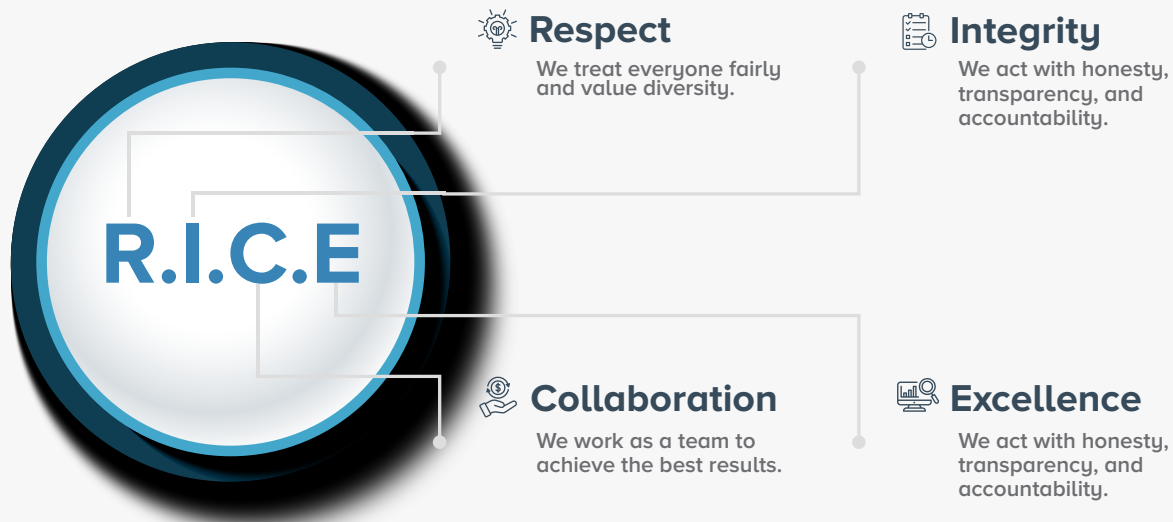 Respect
We treat everyone fairly
and value diversity.
Integrity
We act with honesty,
transparency, and
accountability.
R.I.C.E
Collaboration
We work as a team to
achieve the best results.
Excellence
We act with honesty,
transparency, and
accountability.